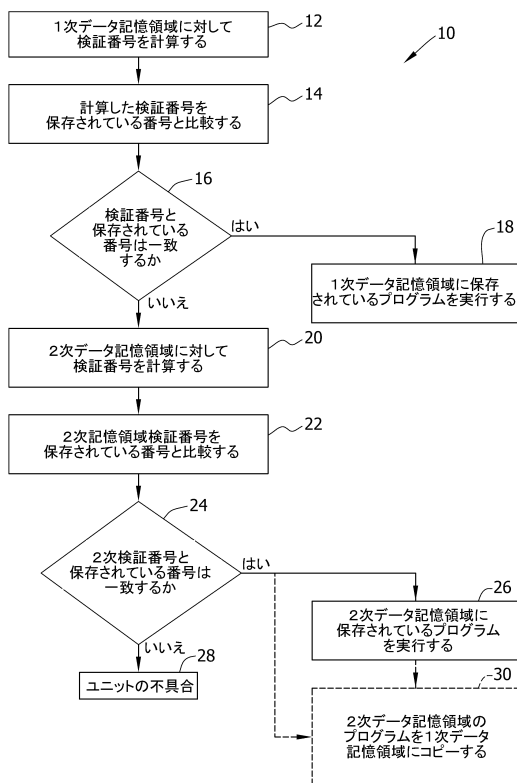 1次データ記憶領域に対して
検証番号を計算する
12
10
計算した検証番号を
保存されている番号と比較する
14
16
検証番号と
保存されている
番号は一致
するか
はい
18
1次データ記憶領域に保存
されているプログラムを実行する
いいえ
2次データ記憶領域に対して
検証番号を計算する
20
2次記憶領域検証番号を
保存されている番号と比較する
22
24
2次検証番号と
保存されている番号は
一致するか
はい
26
2次データ記憶領域に
保存されているプログラム
を実行する
いいえ
28
ユニットの不具合
30
2次データ記憶領域の
プログラムを1次データ
記憶領域にコピーする